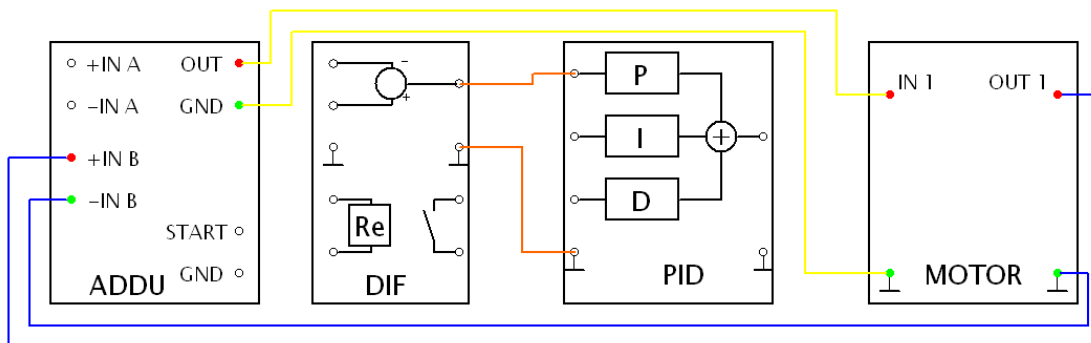 +IN A OUT
-IN A GND
+IN B
-IN B
START
GND
ADDU
- 
+
Re
DIF
P
I
+
D
PID
IN 1 OUT 1
MOTOR